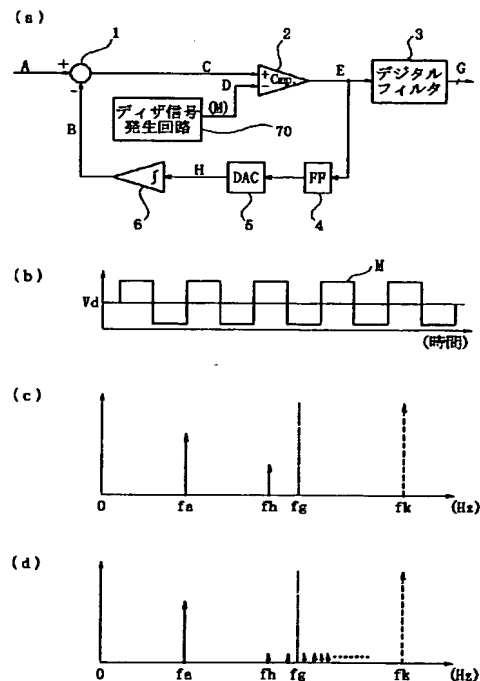 (a)
1
2
3
A
+
-
C
D
+
-
Cmp.
E
デジタル
フィルタ
G
(M)
ディザ信号
発生回路
70
B
H
DAC
FF
∫
6
5
4
(b)
Vd
M
(時間)
(c)
0
fa
fh
fg
fk
(Hz)
(d)
0
fa
fh
fg
fk
(Hz)